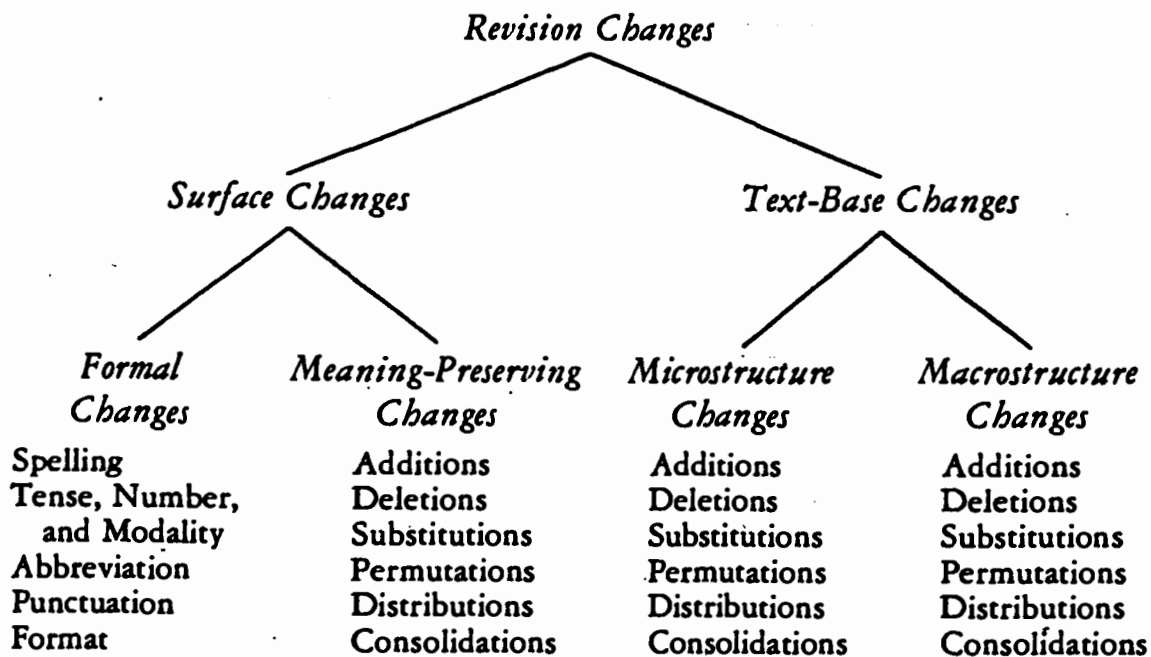 Revision Changes
Surface Changes
Text-Base Changes
Formal
Changes
Spelling
Tense, Number,
and Modality
Abbreviation
Punctuation
Format
Meaning-Preserving
Changes
Additions
Deletions
Substitutions
Permutations
Distributions
Consolidations
Microstructure
Changes
Additions
Deletions
Substitutions
Permutations
Distributions
Consolidations
Macrostructure
Changes
Additions
Deletions
Substitutions
Permutations
Distributions
Consolidations